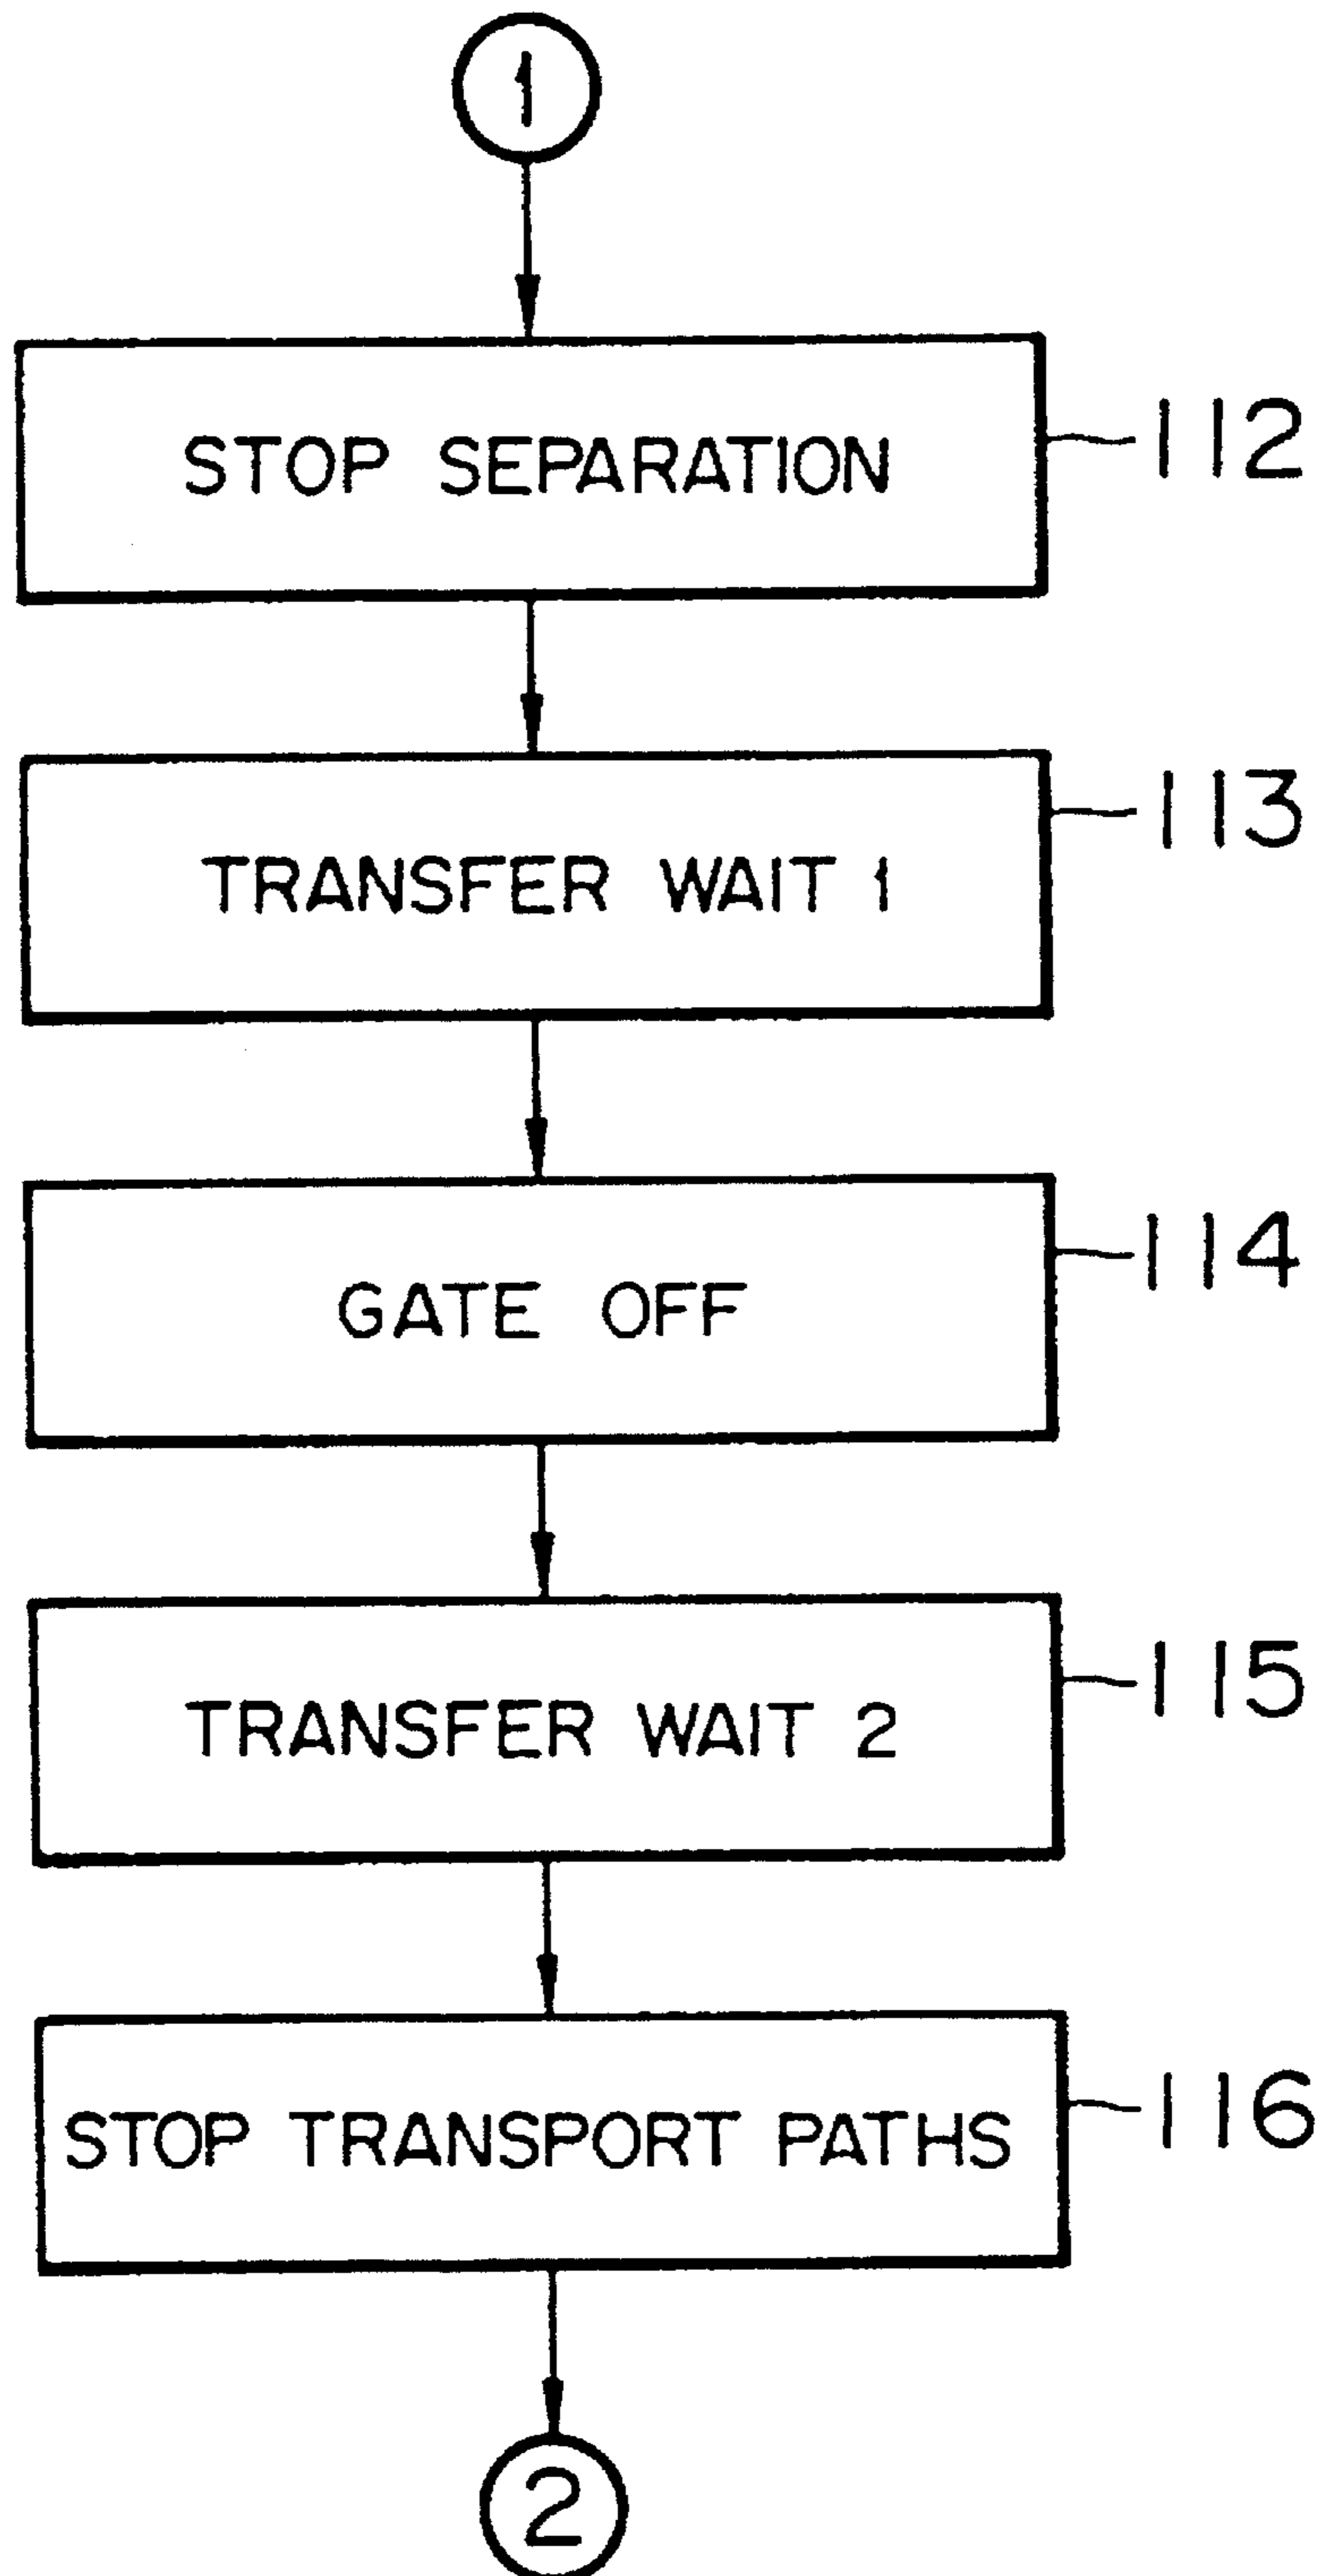 1
STOP SEPARATION
112
TRANSFER WAIT 1
113
GATE OFF
114
TRANSFER WAIT 2
115
STOP TRANSPORT PATHS
116
2